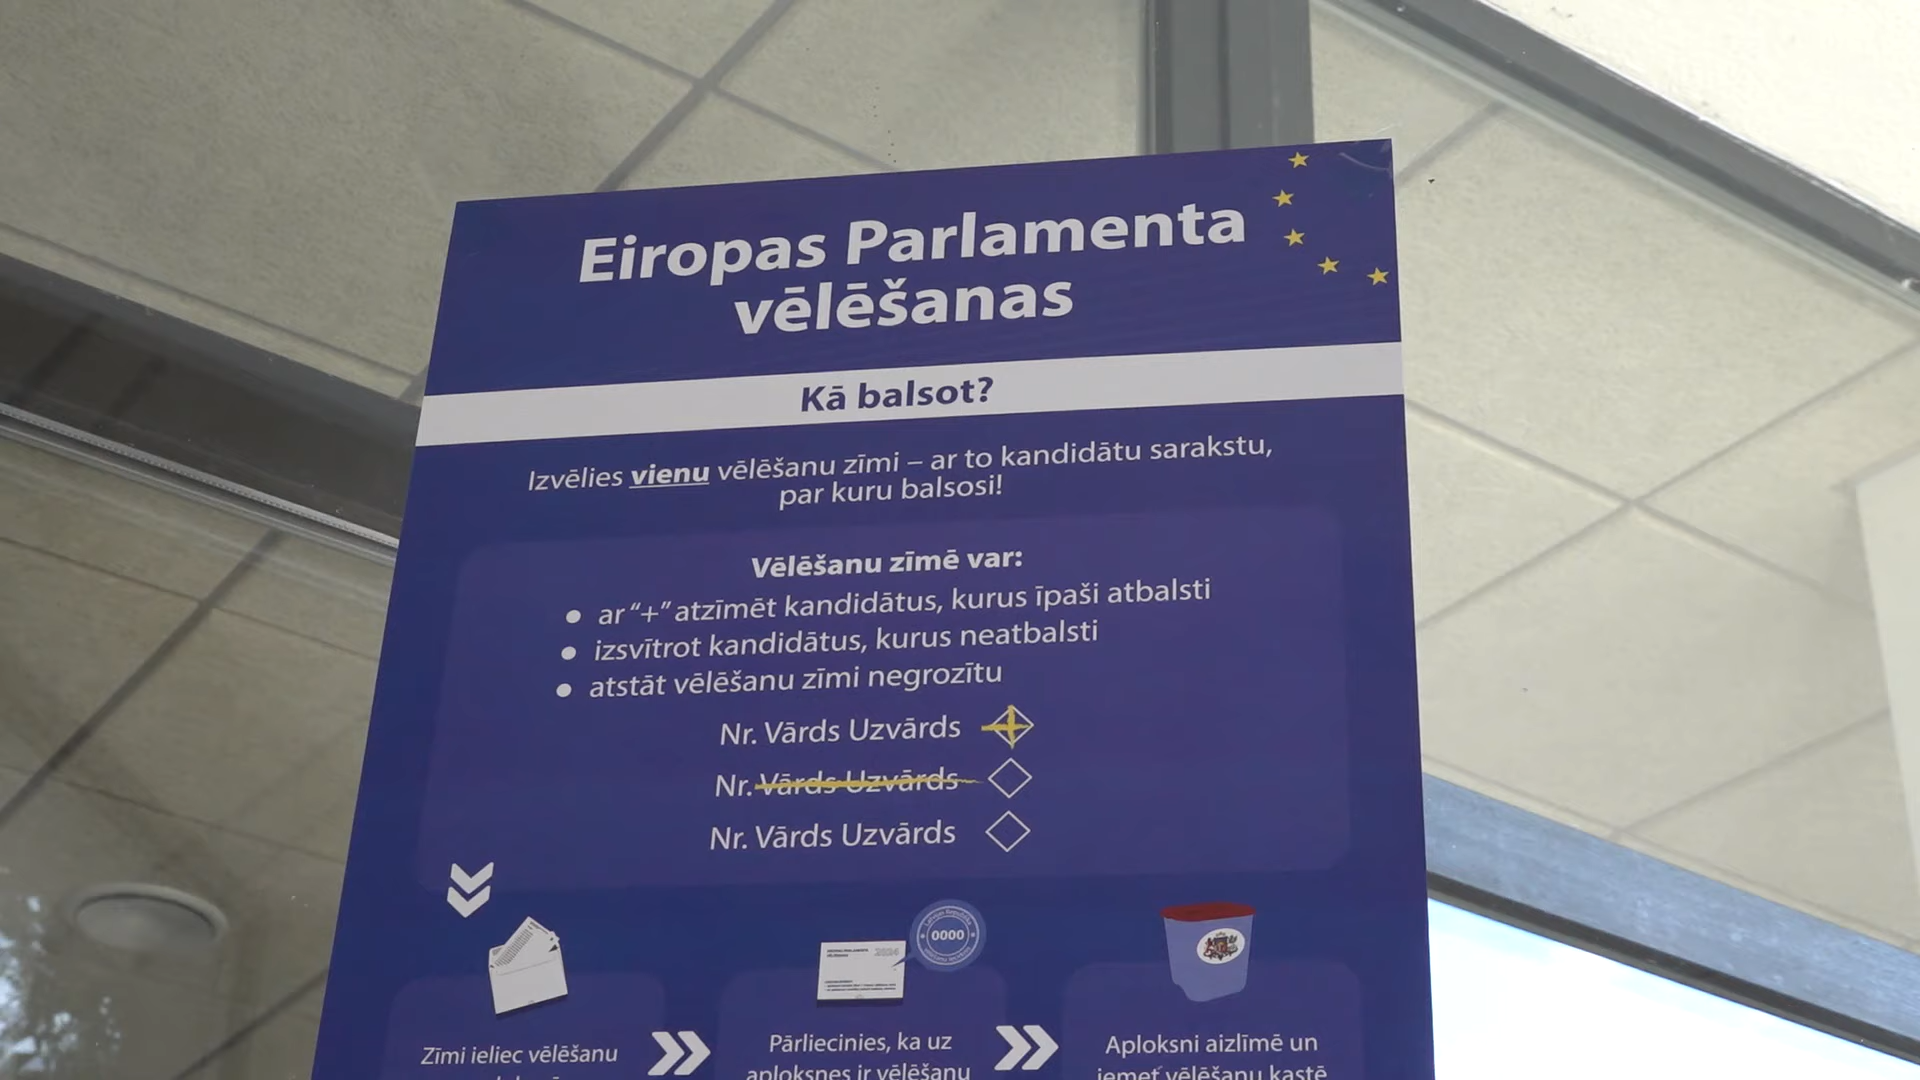 Eiropas Parlamenta
vēlēšanas
Kā balsot?
Izvēlies vienu vēlēšanu zīmi – ar to kandidātu sarakstu,
par kuru balsosi!
Vēlēšanu zīmē var:
● ar “+” atzīmēt kandidātus, kurus īpaši atbalsti
● izsvītrot kandidātus, kurus neatbalsti
● atstāt vēlēšanu zīmi negrozītu
Nr. Vārds Uzvārds
Nr. Vārds Uzvārds
Nr. Vārds Uzvārds
2024
0000
Zīmi ieliec vēlēšanu
Pārliecinies, ka uz
aploksnes ir vēlēšanu
Aploksni aizlīmē un
iemet vēlēšanu kastē